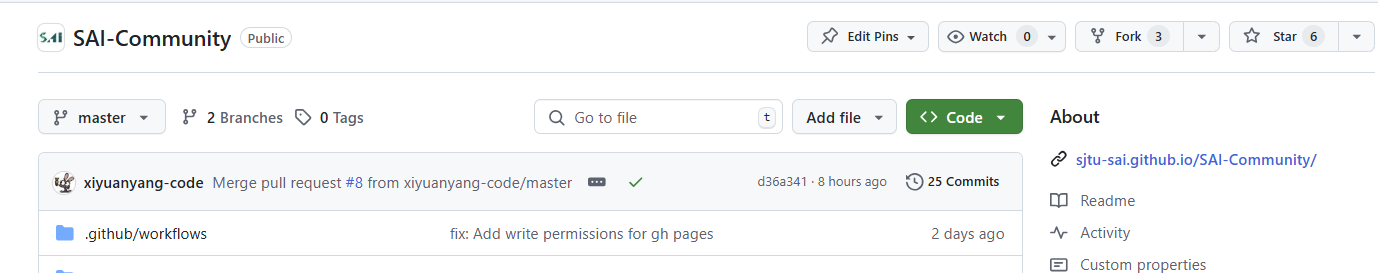 SAI SAI-Community Public Edit Pins Watch 0 Fork 3 Star 6
master 2 Branches 0 Tags Go to file t Add file Code About
sjtu-sai.github.io/SAI-Community/
xiyuanyang-code Merge pull request #8 from xiyuanyang-code/master d36a341 · 8 hours ago 25 Commits
Readme
.github/workflows fix: Add write permissions for gh pages 2 days ago Activity
Custom properties